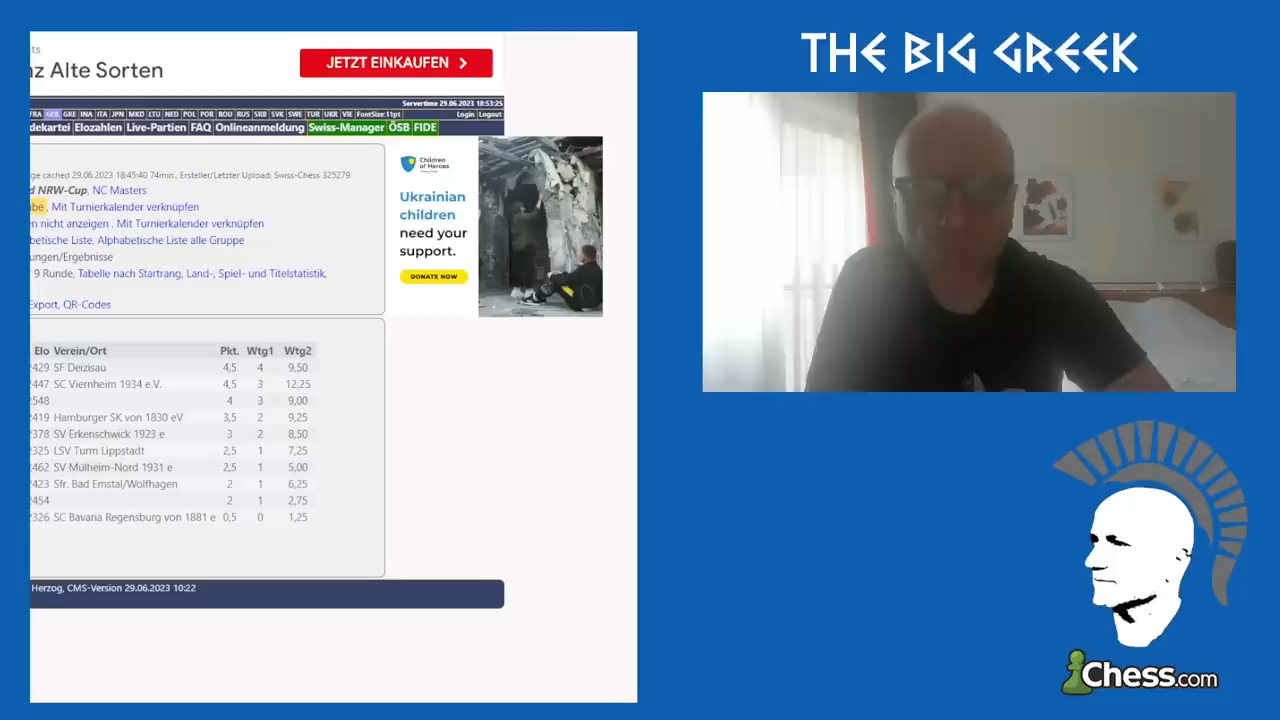 ts
nz Alte Sorten
JETZT EINKAUFEN
Servertime 29.06.2023 18:53:25
FRA GER GRE INA ITA JPN MKD LTU NED POL POR ROU RUS SRB SVK SWE TUR UKR VIE FontSize:11pt Login Logout
dekartei Elozahlen Live-Partien FAQ Onlineanmeldung Swiss-Manager ÖSB FIDE
ge cached 29.06.2023 18:45:40 74min., Ersteller/Letzter Upload: Swiss-Chess 325279
d NRW-Cup, NC Masters
be, Mit Turnierkalender verknüpfen
en nicht anzeigen, Mit Turnierkalender verknüpfen
betische Liste, Alphabetische Liste alle Gruppe
ungen/Ergebnisse
9 Runde, Tabelle nach Startrang, Land-, Spiel- und Titelstatistik,
Export, QR-Codes
Elo Verein/Ort Pkt. Wtg1 Wtg2
2429 SF Deizisau 4,5 4 9,50
2447 SC Viernheim 1934 e.V. 4,5 3 12,25
2548 4 3 9,00
2419 Hamburger SK von 1830 eV 3,5 2 9,25
2378 SV Erkenschwick 1923 e 3 2 8,50
2325 LSV Turm Lippstadt 2,5 1 7,25
2462 SV Mülheim-Nord 1931 e 2,5 1 5,00
2423 Sfr. Bad Emstal/Wolfhagen 2 1 6,25
2454 2 1 2,75
2326 SC Bavaria Regensburg von 1881 e 0,5 0 1,25
Herzog, CMS-Version 29.06.2023 10:22
Children
of Heroes
Ukrainian
children
need your
support.
DONATE NOW
THE BIG GREEK
Chess.com